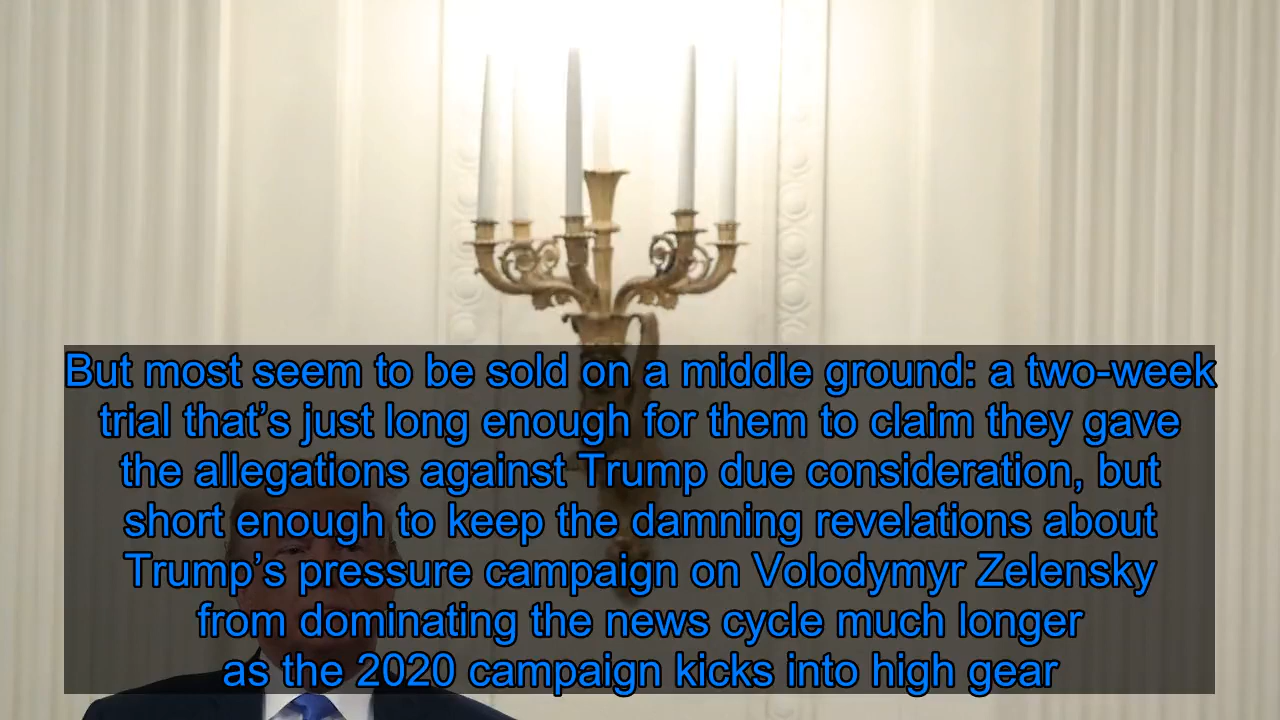 But most seem to be sold on a middle ground: a two-week
trial that’s just long enough for them to claim they gave
the allegations against Trump due consideration, but
short enough to keep the damning revelations about
Trump’s pressure campaign on Volodymyr Zelensky
from dominating the news cycle much longer
as the 2020 campaign kicks into high gear